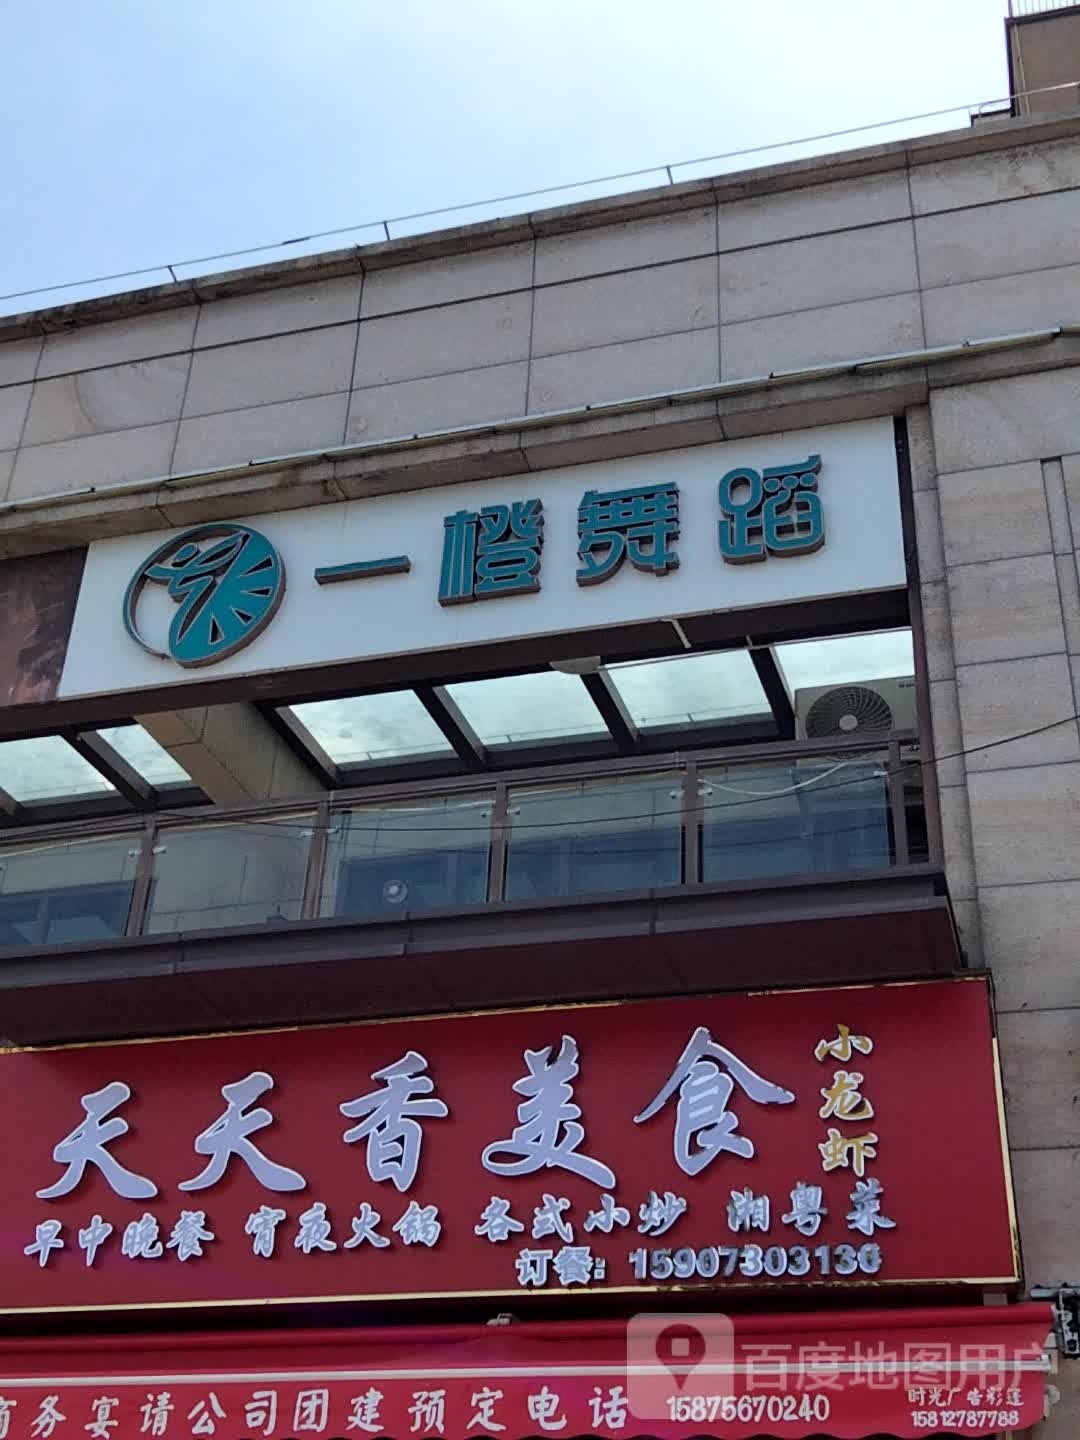 一橙舞蹈
天天香美食
小龙虾
早中晚餐 宵夜火锅 各式小炒 湘粤菜
订餐: 15907303130
商务宴请公司团建预定电话 15875670240
时光广告彩蓬
15812787788
百度地图用户